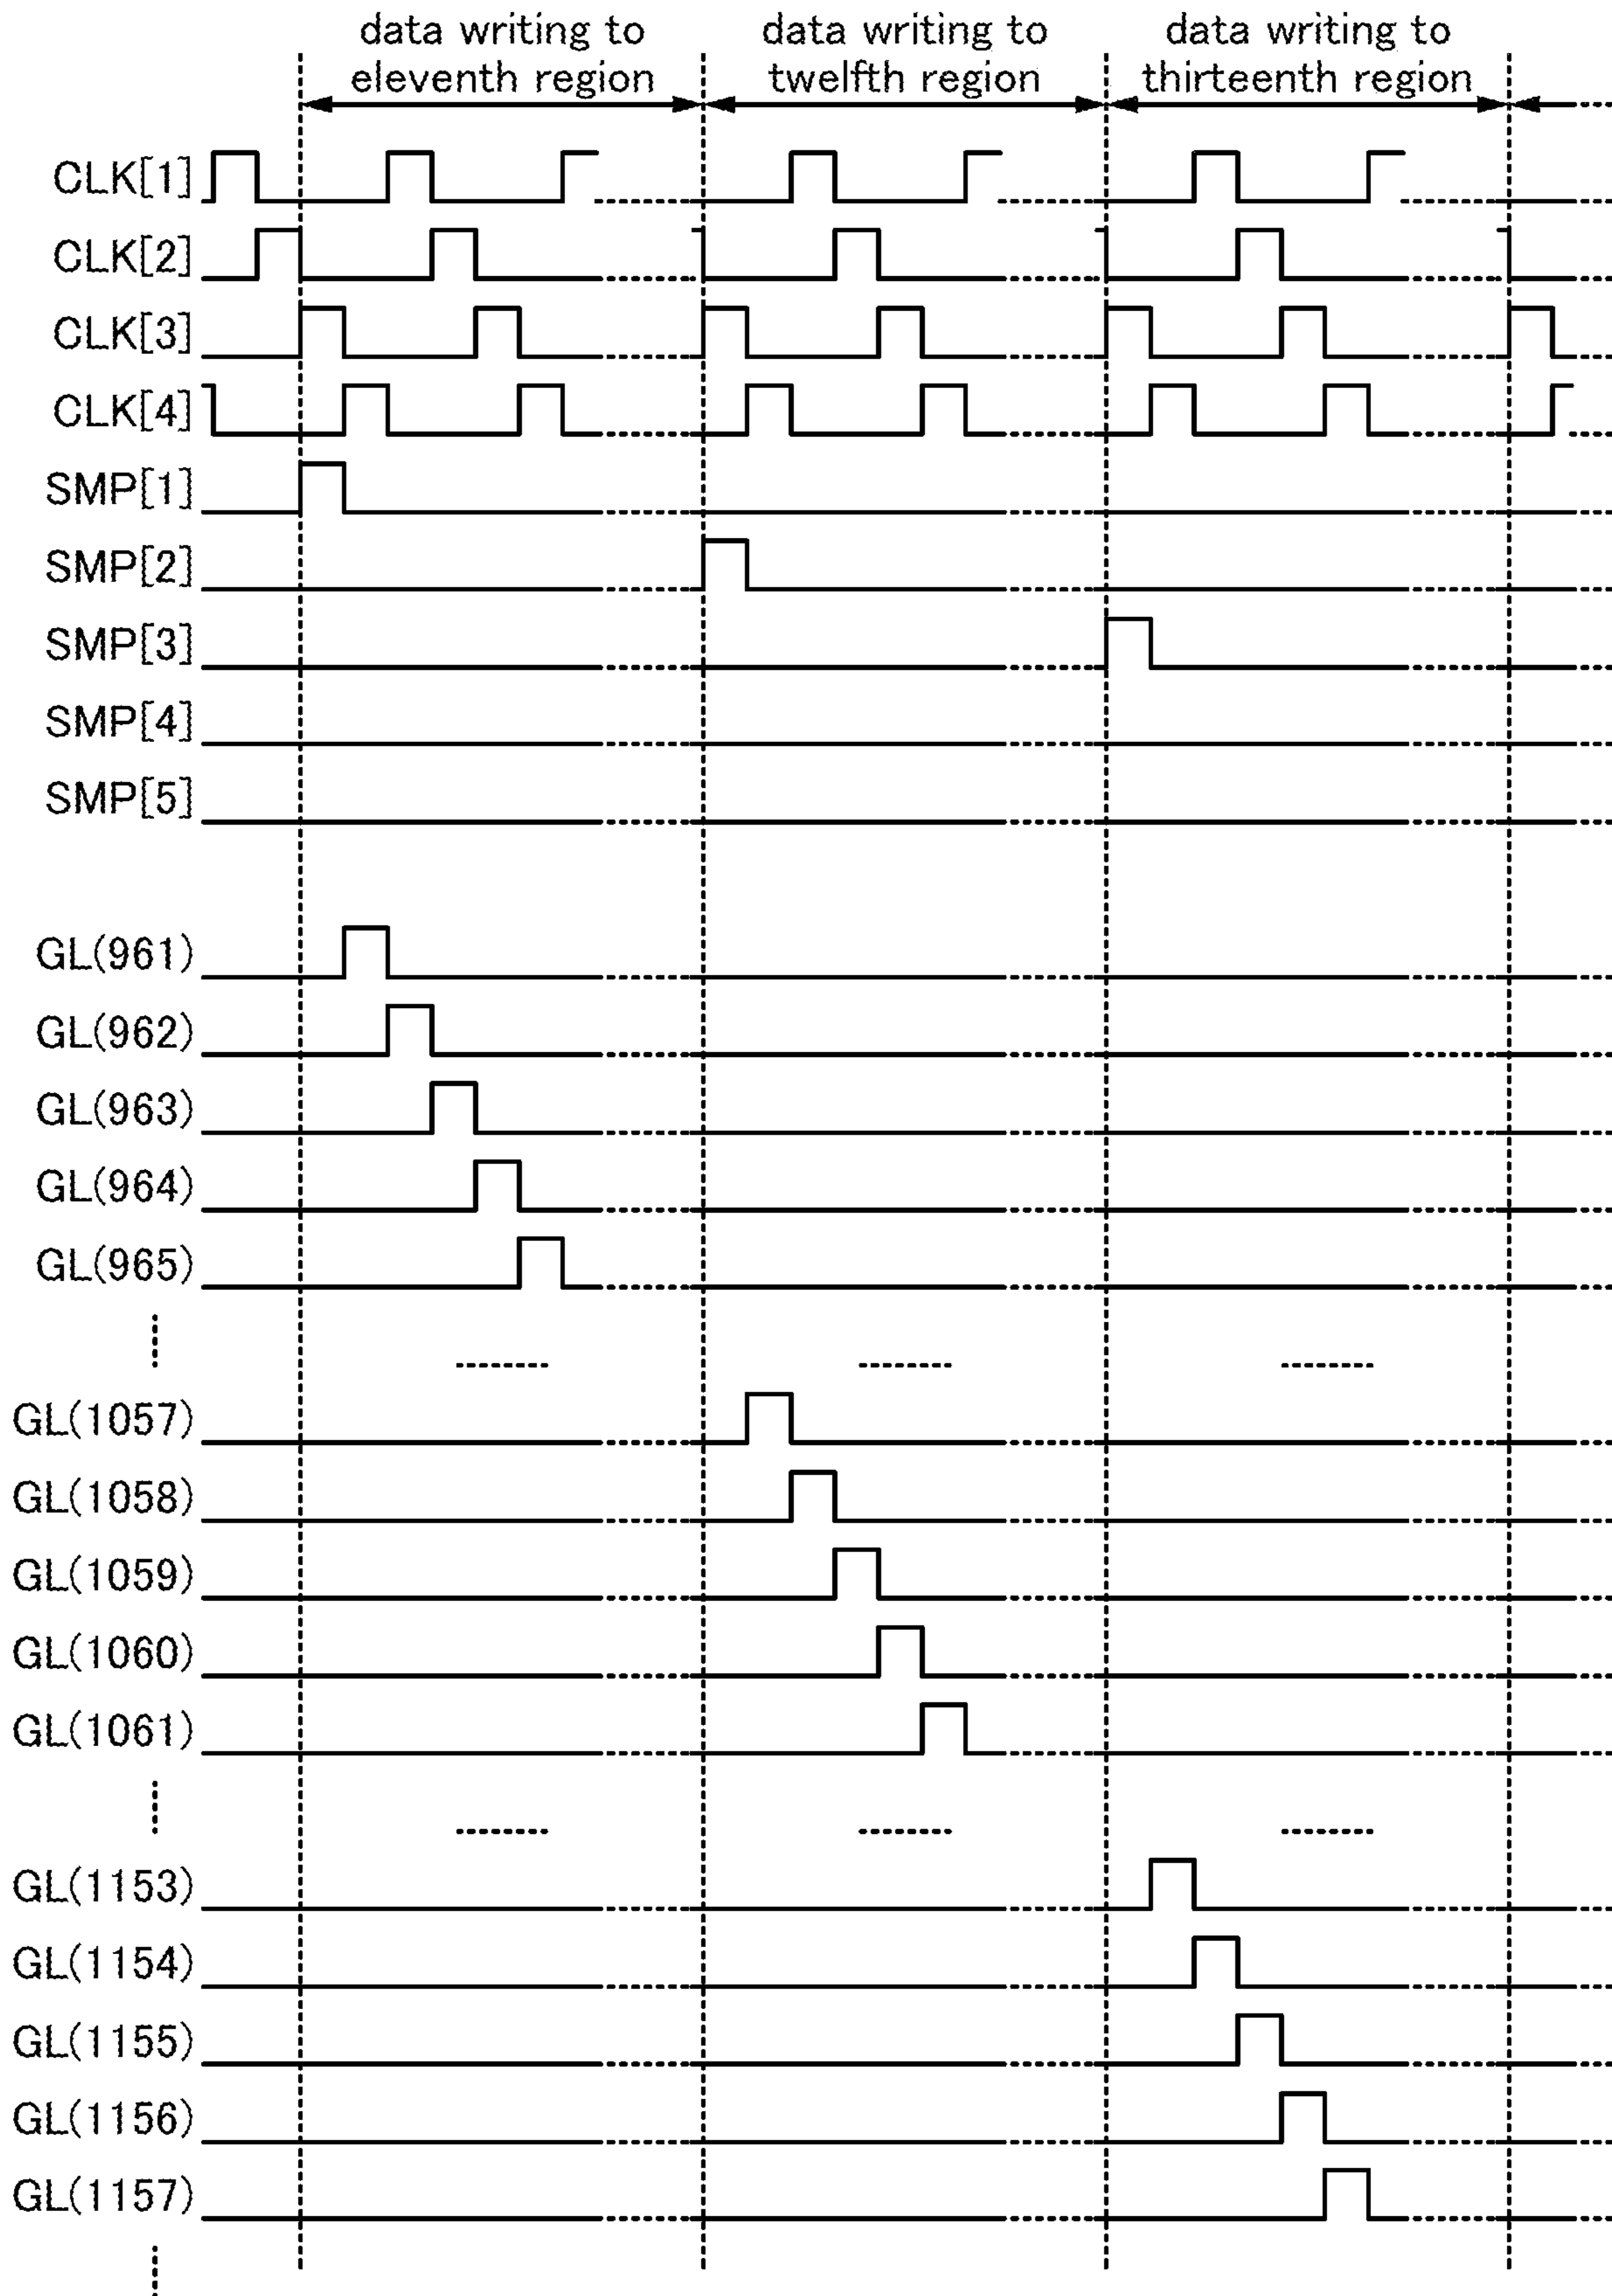 data writing to
eleventh region
data writing to
twelfth region
data writing to
thirteenth region
CLK[1]
CLK[2]
CLK[3]
CLK[4]
SMP[1]
SMP[2]
SMP[3]
SMP[4]
SMP[5]
GL(961)
GL(962)
GL(963)
GL(964)
GL(965)
GL(1057)
GL(1058)
GL(1059)
GL(1060)
GL(1061)
GL(1153)
GL(1154)
GL(1155)
GL(1156)
GL(1157)